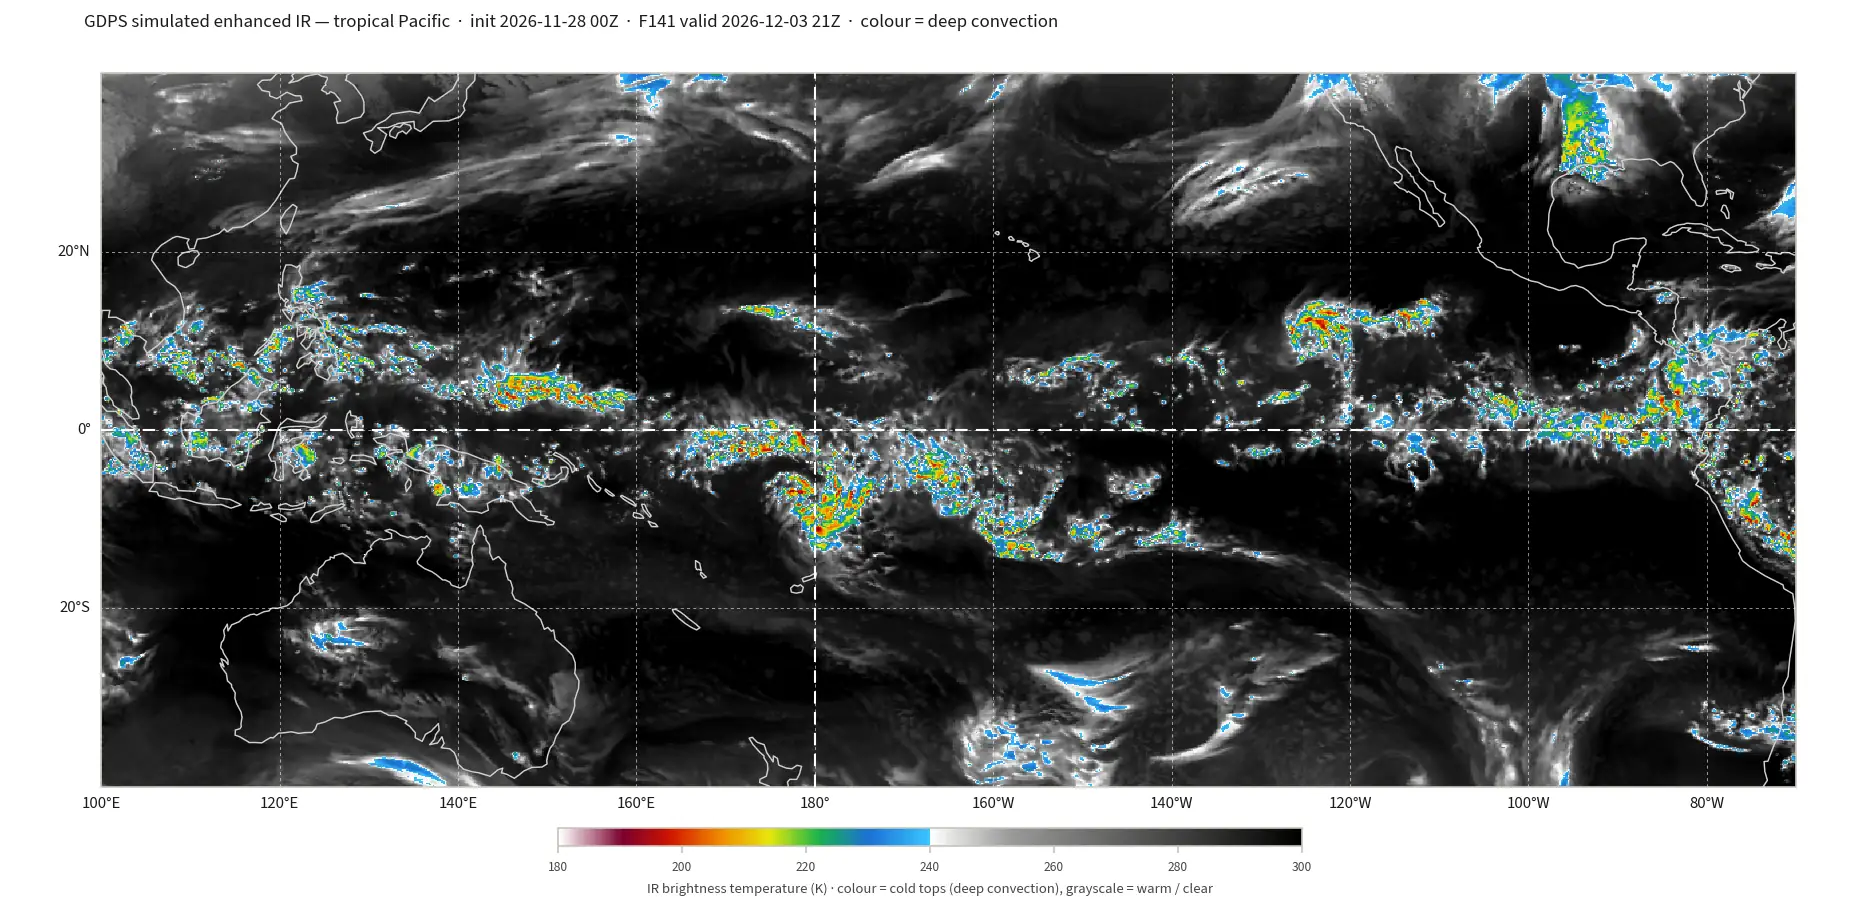 GDPS simulated enhanced IR — tropical Pacific · init 2026-11-28 00Z · F141 valid 2026-12-03 21Z · colour = deep convection
20°N
0°
20°S
100°E 120°E 140°E 160°E 180° 160°W 140°W 120°W 100°W 80°W
180 200 220 240 260 280 300
IR brightness temperature (K) · colour = cold tops (deep convection), grayscale = warm / clear